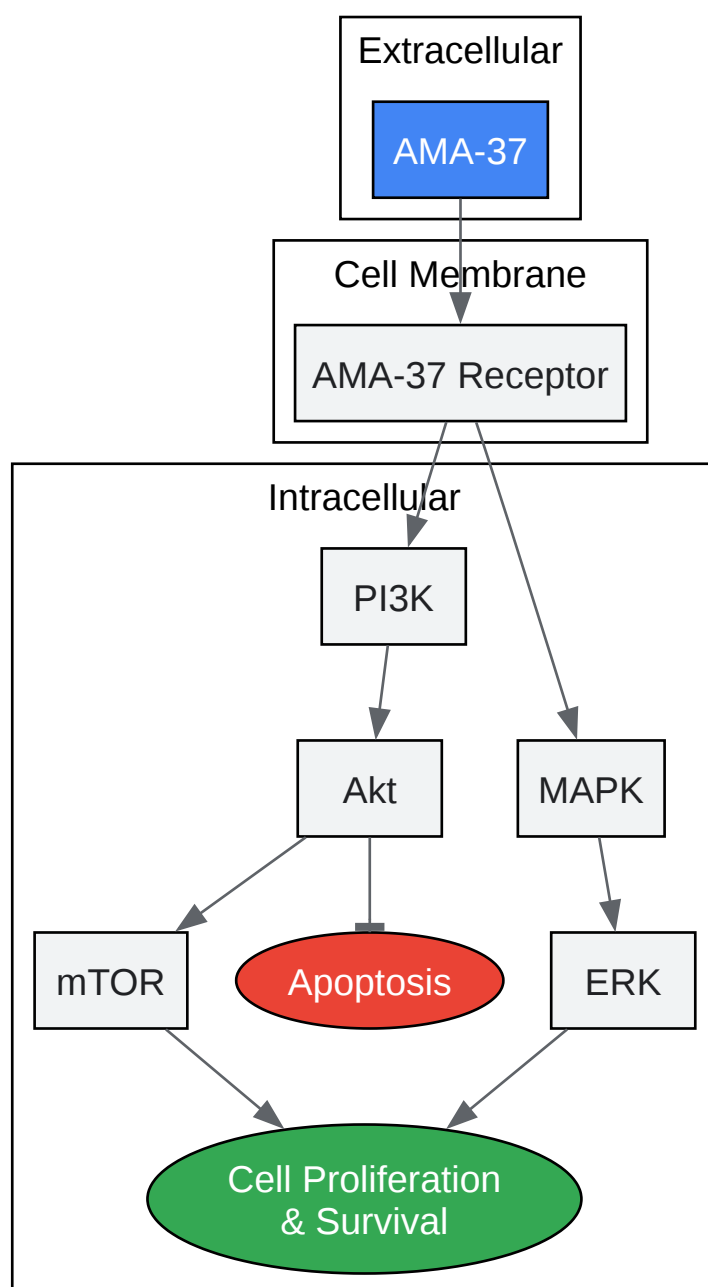 Extracellular
AMA-37
Cell Membrane
AMA-37 Receptor
Intracellular
PI3K
Akt
MAPK
mTOR
Apoptosis
ERK
Cell Proliferation
& Survival